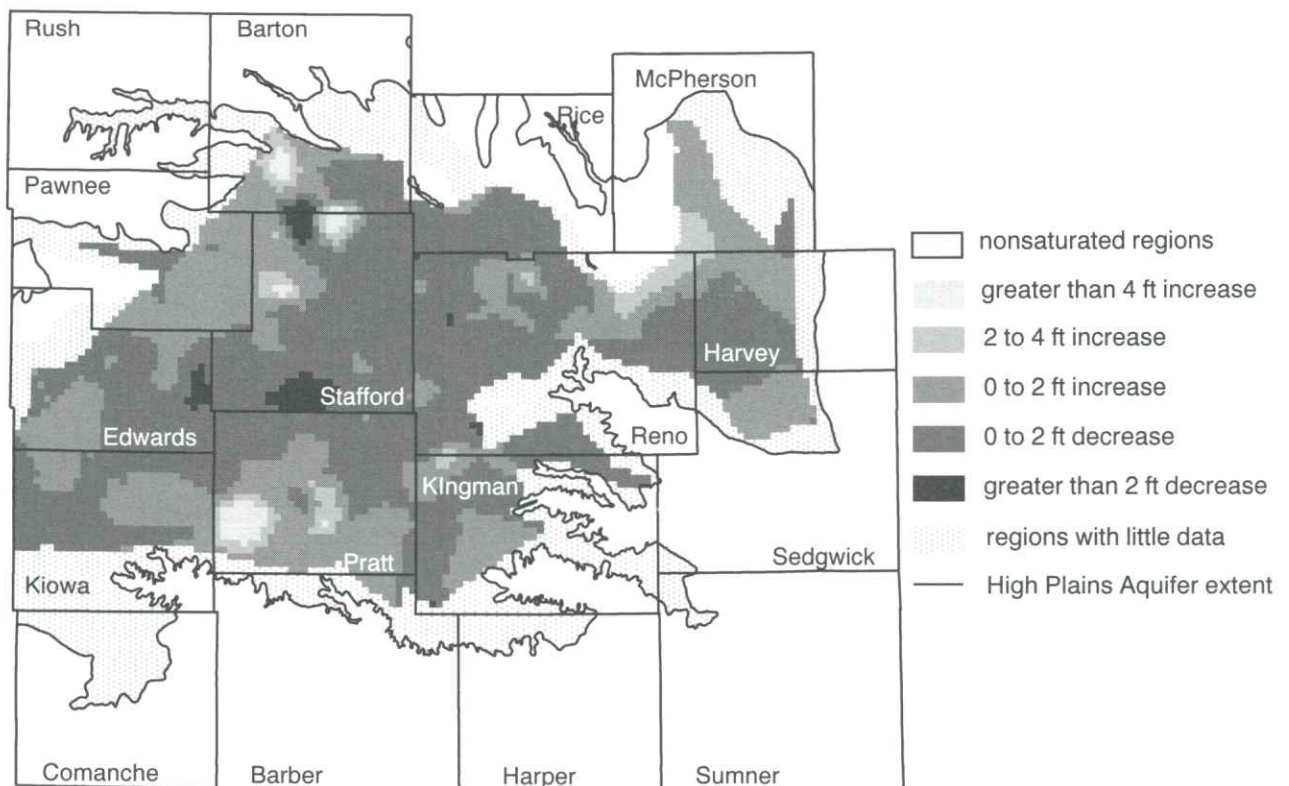 Rush
Barton
McPherson
Rice
Pawnee
Harvey
Stafford
Edwards
Reno
KIngman
Pratt
Sedgwick
Kiowa
Comanche
Barber
Harper
Sumner
nonsaturated regions
greater than 4 ft increase
2 to 4 ft increase
0 to 2 ft increase
0 to 2 ft decrease
greater than 2 ft decrease
regions with little data
High Plains Aquifer extent